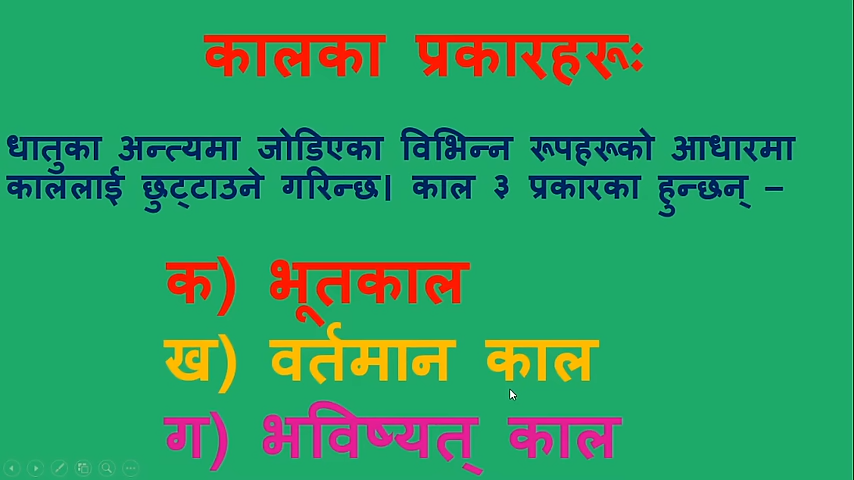 कालका प्रकारहरूः
धातुका अन्त्यमा जोडिएका विभिन्न रूपहरूको आधारमा
काललाई छुट्टाउने गरिन्छ। काल ३ प्रकारका हुन्छन् –
क) भूतकाल
ख) वर्तमान काल
ग) भविष्यत् काल